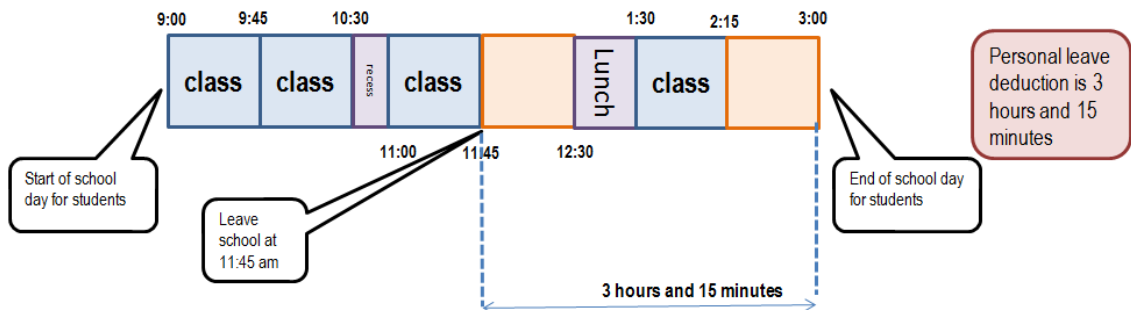 9:00
9:45
10:30
1:30
2:15
3:00
class
class
recess
class
Lunch
class
Personal leave
deduction is 3
hours and 15
minutes
11:00
11:45
12:30
Start of school
day for students
Leave
school at
11:45 am
End of school day
for students
3 hours and 15 minutes